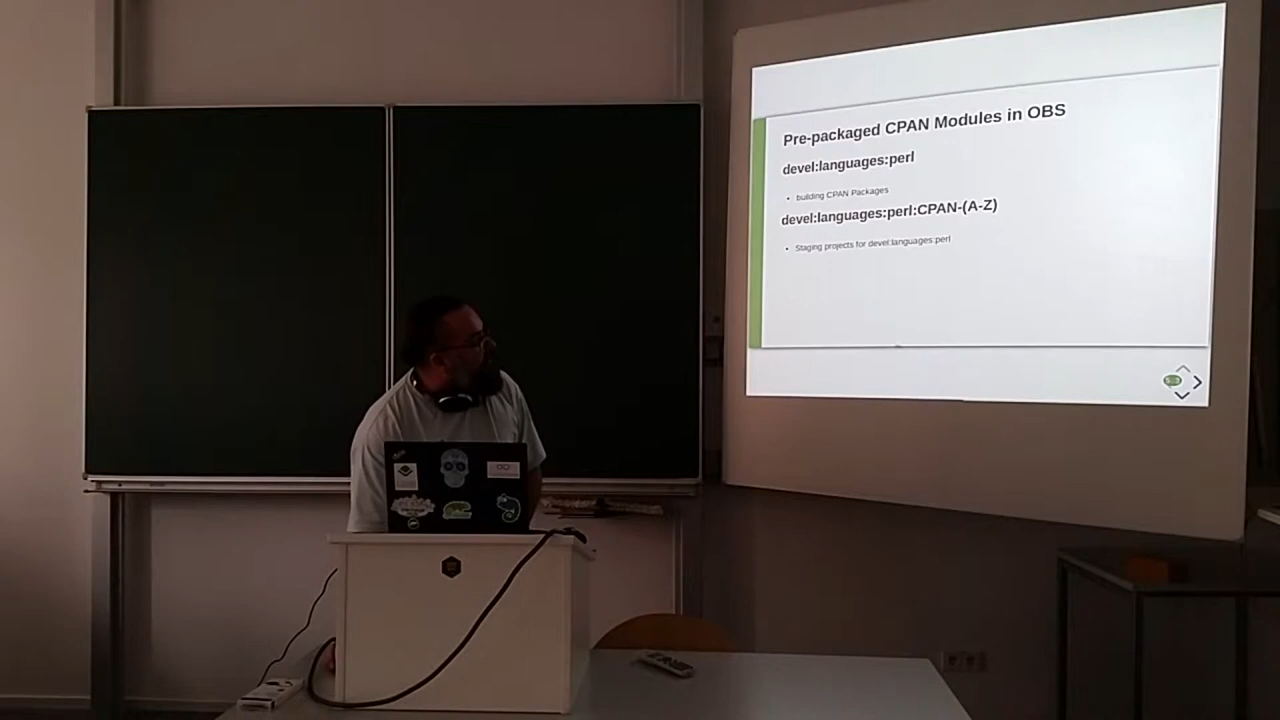 Pre-packaged CPAN Modules in OBS
devel:languages:perl
• building CPAN Packages
devel:languages:perl:CPAN-(A-Z)
• Staging projects for devel:languages:perl